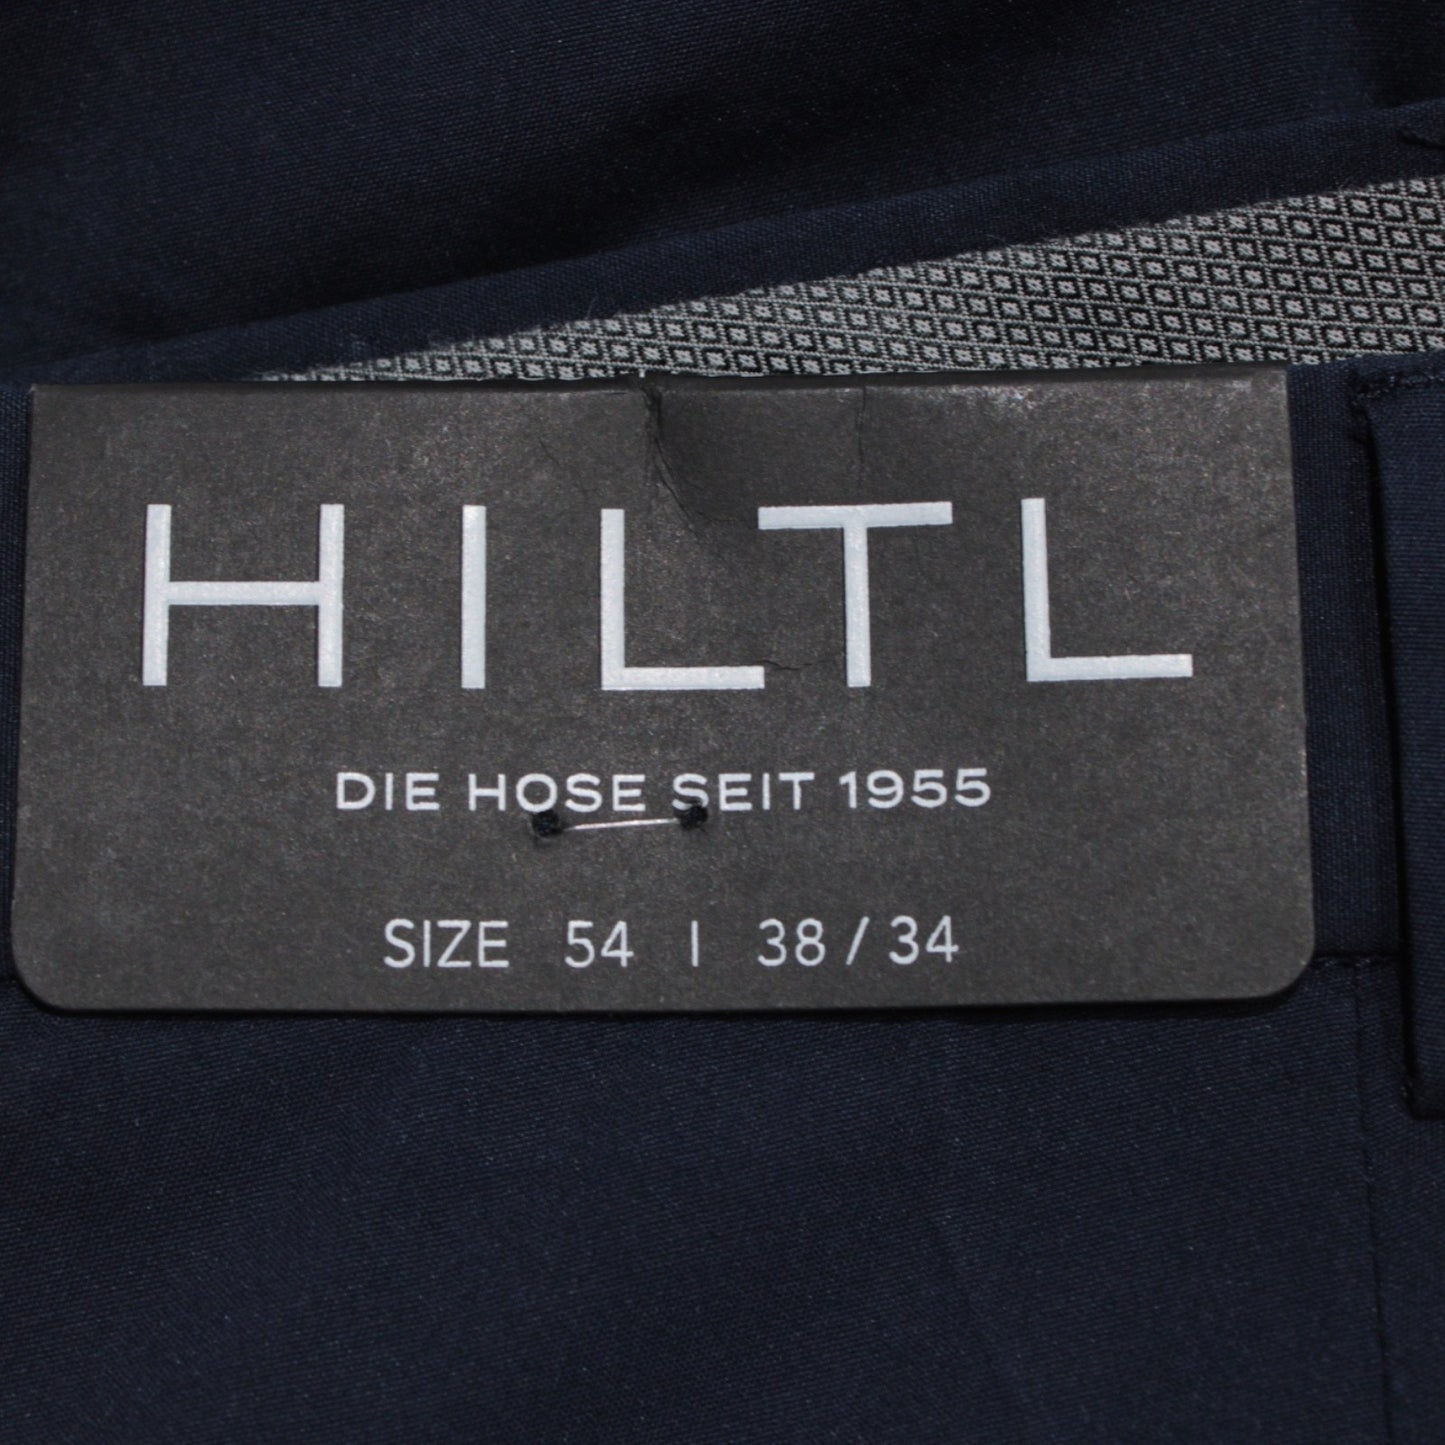 HILTL
DIE HOSE SEIT 1955
SIZE 54 | 38 / 34